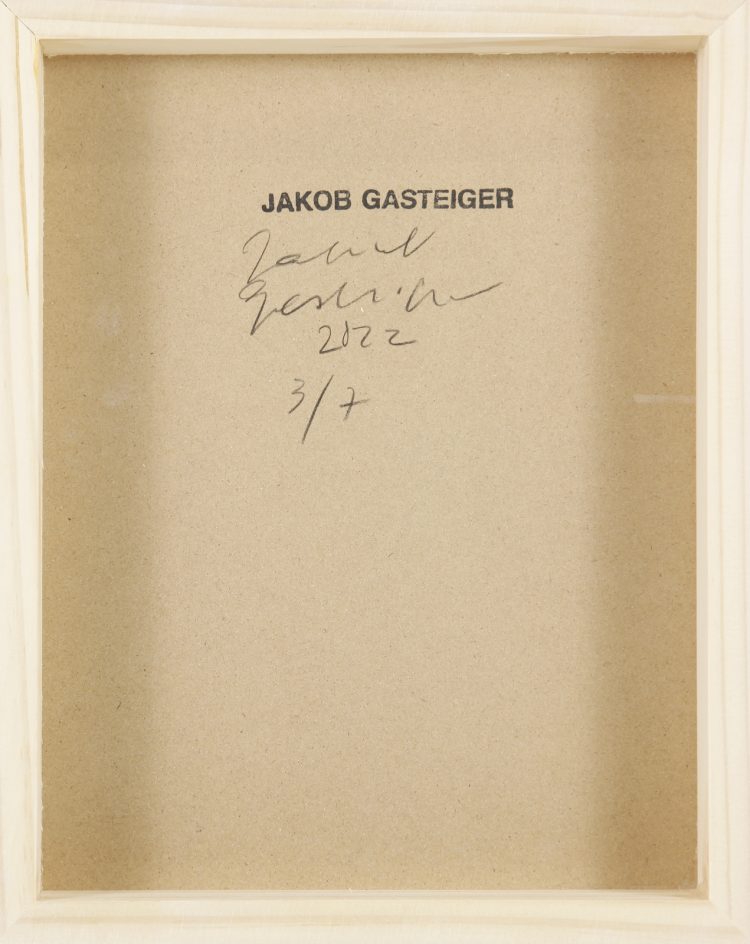 JAKOB GASTEIGER
Jakob
Gasteiger
2022
3/7